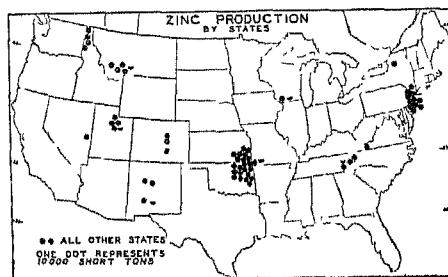 ZINC PRODUCTION
BY STATES
ALL OTHER STATES
ONE DOT REPRESENTS
10000 SHORT TONS